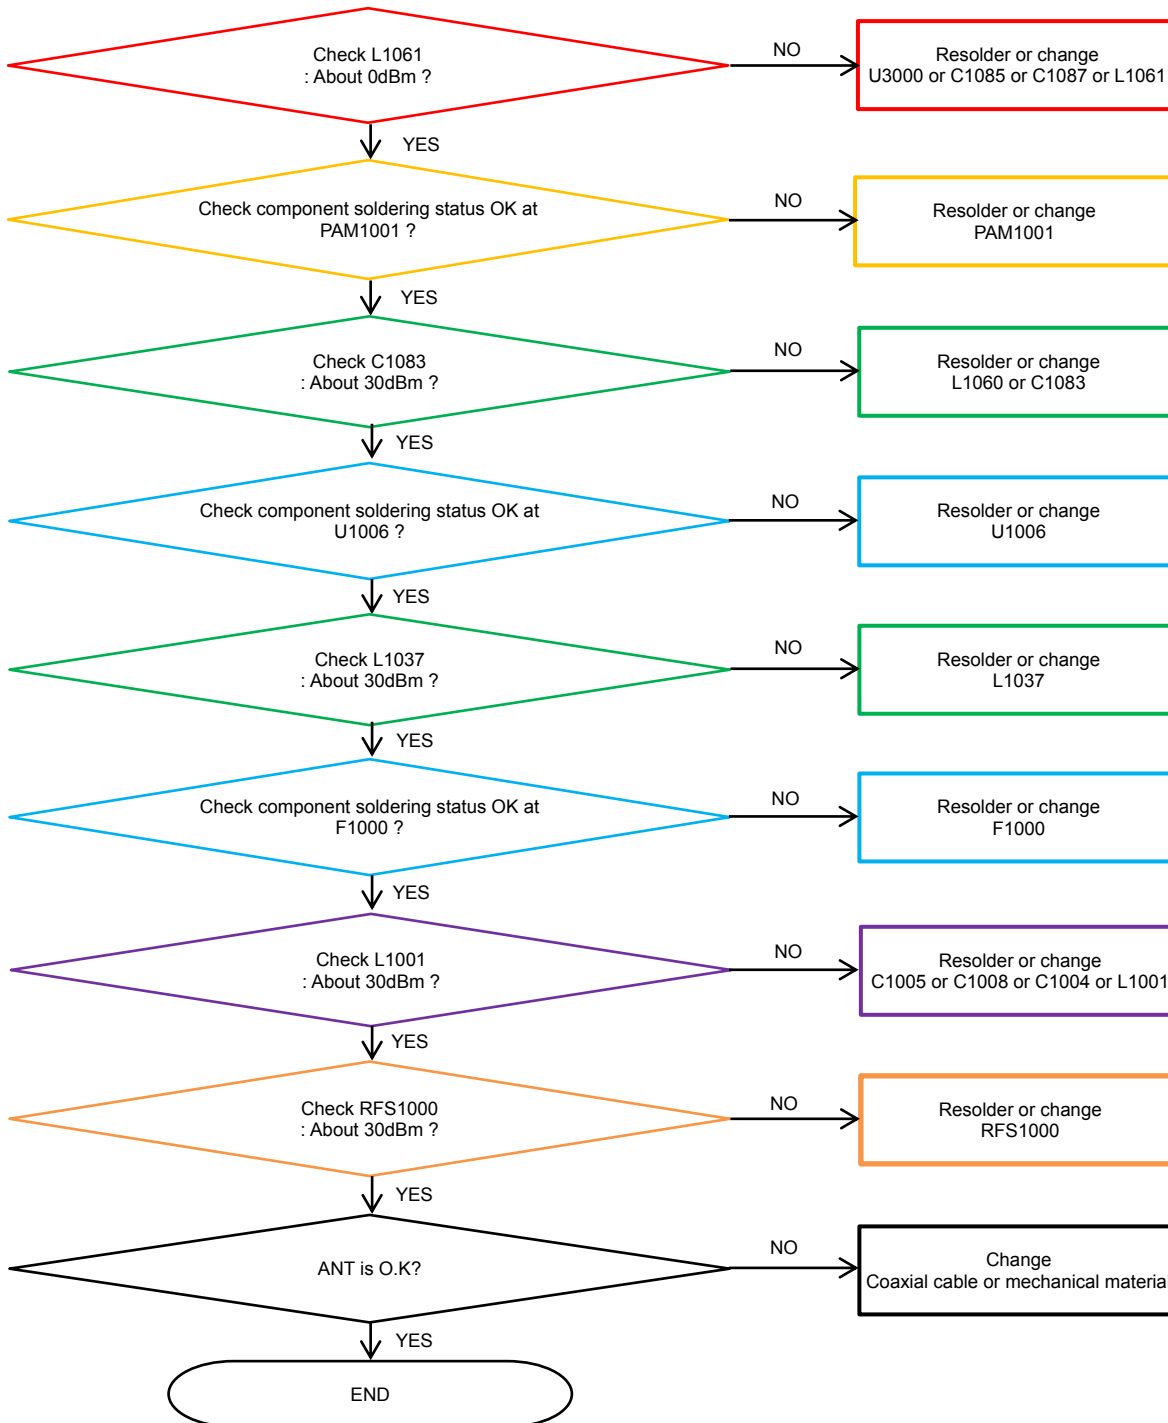 Check L1061
: About 0dBm ?
NO
Resolder or change
U3000 or C1085 or C1087 or L1061
YES
Check component soldering status OK at
PAM1001 ?
NO
Resolder or change
PAM1001
YES
Check C1083
: About 30dBm ?
NO
Resolder or change
L1060 or C1083
YES
Check component soldering status OK at
U1006 ?
NO
Resolder or change
U1006
YES
Check L1037
: About 30dBm ?
NO
Resolder or change
L1037
YES
Check component soldering status OK at
F1000 ?
NO
Resolder or change
F1000
YES
Check L1001
: About 30dBm ?
NO
Resolder or change
C1005 or C1008 or C1004 or L1001
YES
Check RFS1000
: About 30dBm ?
NO
Resolder or change
RFS1000
YES
ANT is O.K?
NO
Change
Coaxial cable or mechanical material
YES
END